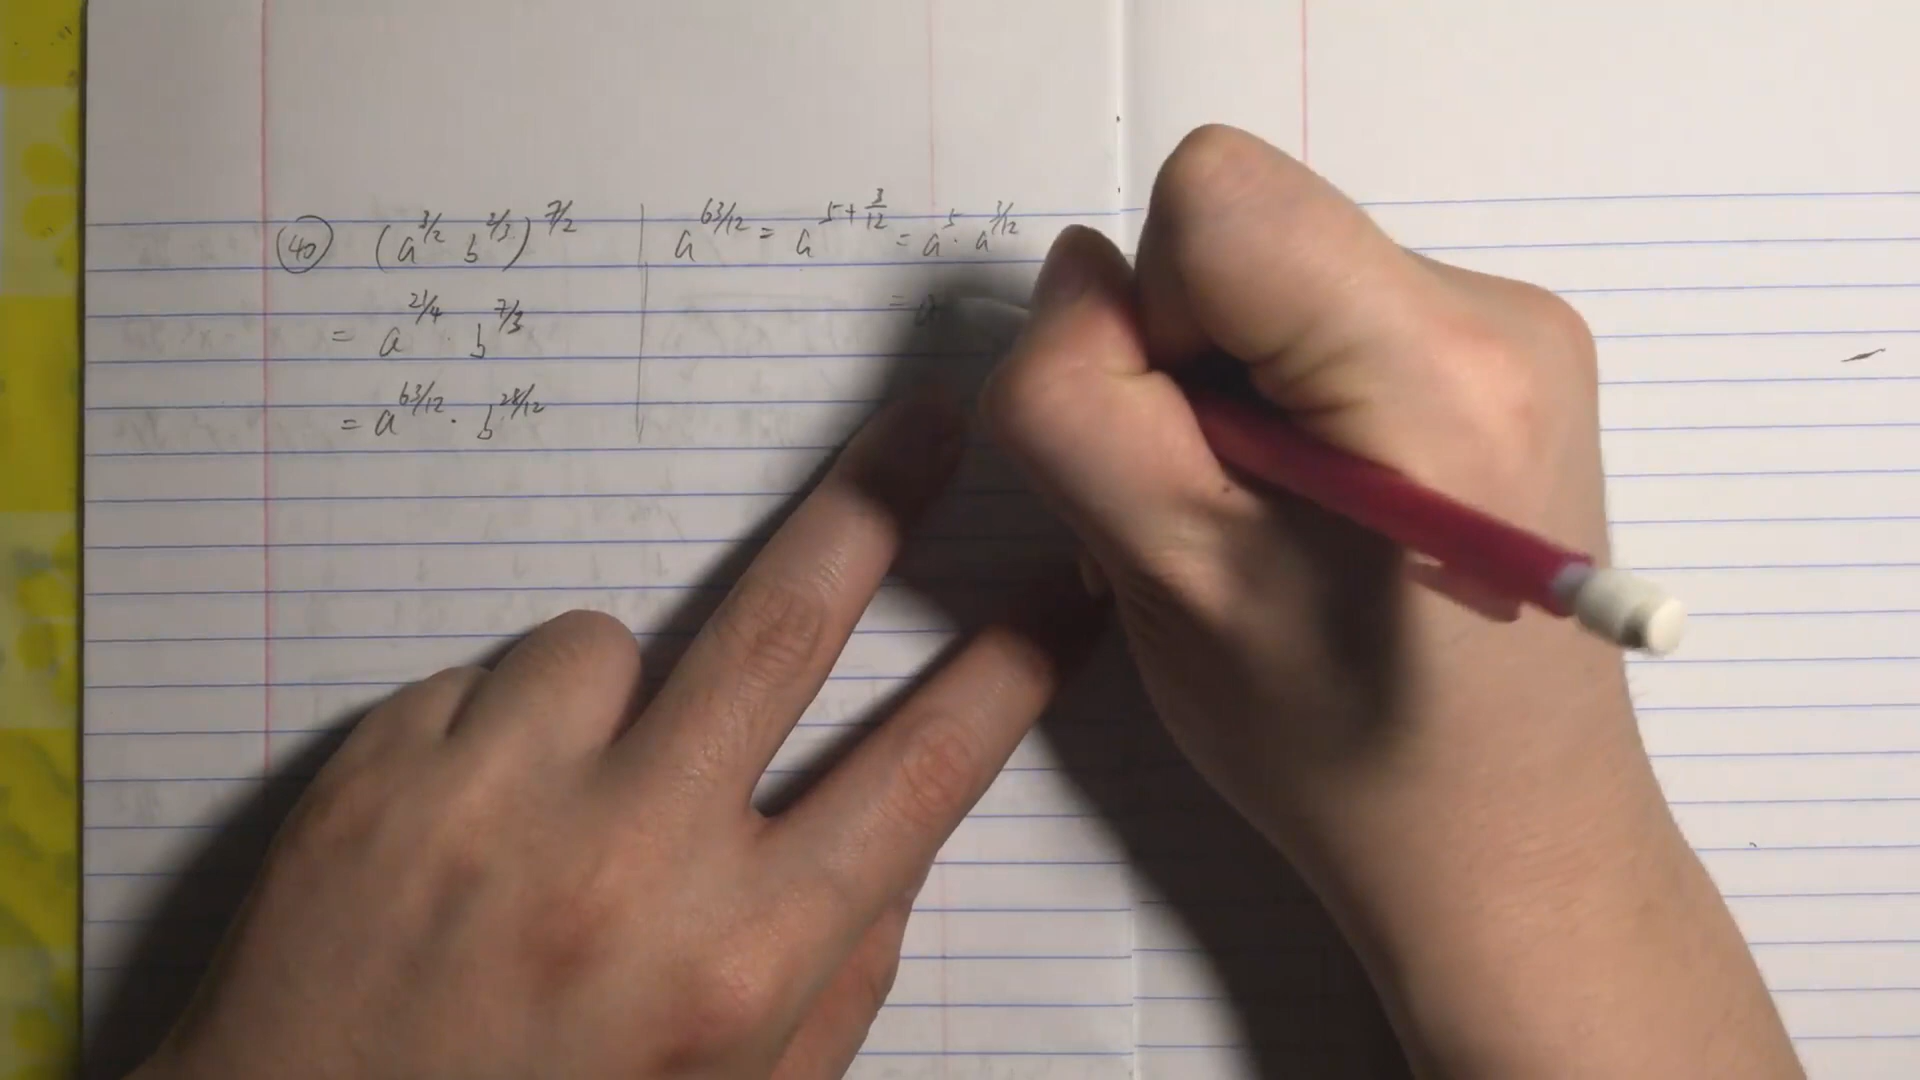 40 (a^3/2 b^2/3)^7/2
= a^21/4 · b^7/3
= a^63/12 · b^28/12
a^63/12 = a^5+3/12 = a^5 · a^3/12
= a